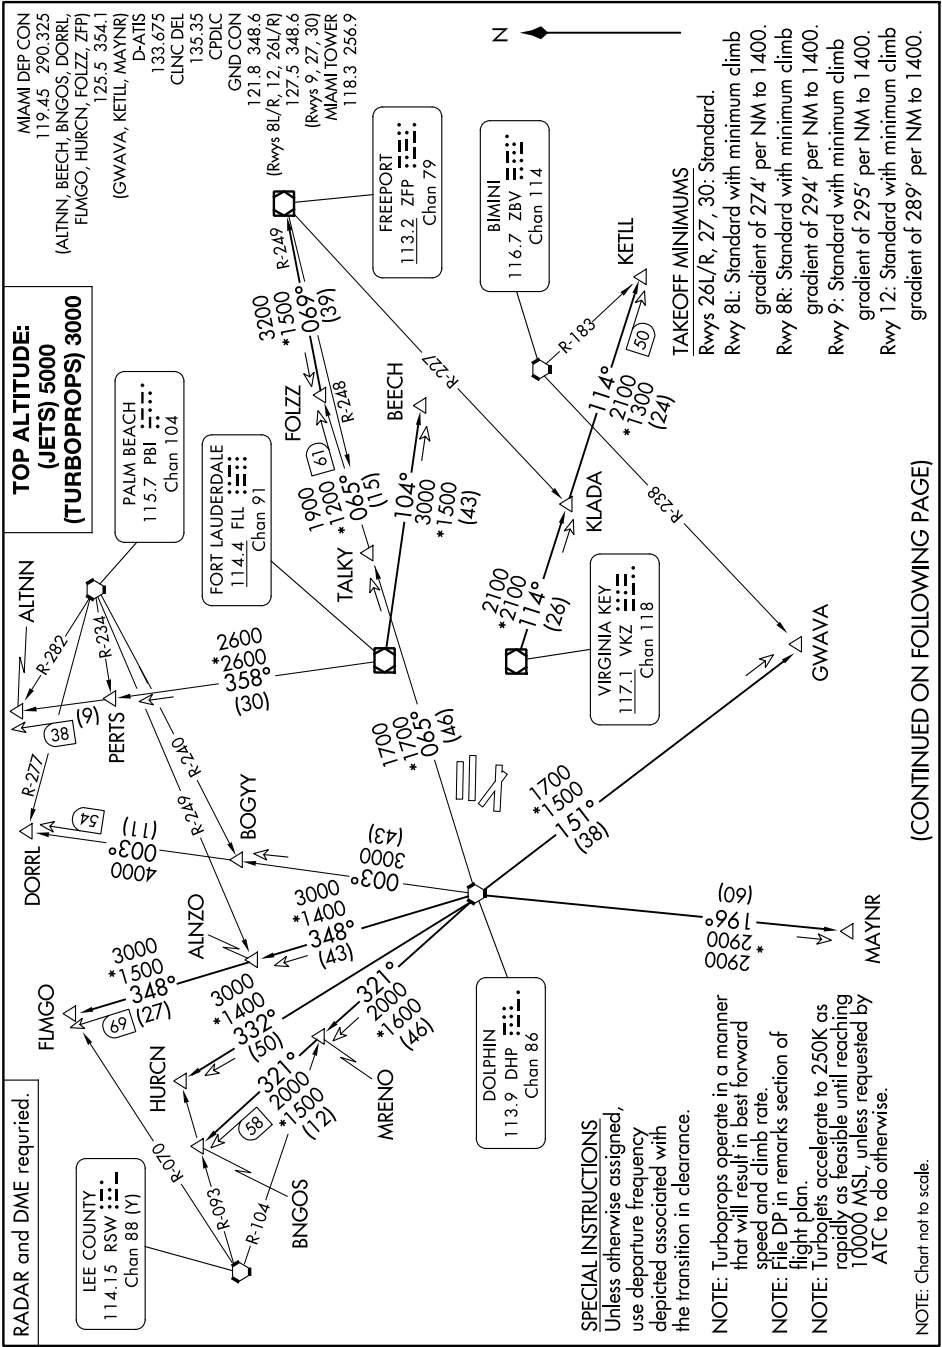 RADAR and DME requried.
TOP ALTITUDE:
(JETS) 5000
(TURBOPROPS) 3000
MIAMI DEP CON
119.45 290.325
(ALTNN, BEECH, BNGOS, DORRL,
FLMGO, HURCN, FOLZZ, ZFP)
125.5 354.1
(GWAVA, KETLL, MAYNR)
D-ATIS
133.675
CLNC DEL
135.35
CPDLC
GND CON
121.8 348.6
(Rwys 8L/R, 12, 26L/R)
127.5 348.6
(Rwys 9, 27, 30)
MIAMI TOWER
118.3 256.9
N
LEE COUNTY
114.15 RSW
Chan 88 (Y)
R-070
R-093
R-104
FLMGO
69
3000
*1500
348°
(27)
ALNZO
3000
*1400
348°
(43)
HURCN
3000
*1400
332°
(50)
BNGOS
58
321°
2000
*1500
(12)
MRENO
321°
2000
*1600
(46)
DORRL
54
4000
003°
(11)
BOGYY
3000
003°
(43)
ALTNN
R-282
R-234
R-277
R-240
R-249
38
(9)
PERTS
2600
*2600
358°
(30)
PALM BEACH
115.7 PBI
Chan 104
FORT LAUDERDALE
114.4 FLL
Chan 91
TALKY
1700
*1700
065°
(46)
1900
*1200
065°
(15)
61
FOLZZ
R-248
3200
*1500
069°
(39)
R-249
FREEPORT
113.2 ZFP
Chan 79
BEECH
104°
3000
*1500
(43)
R-227
BIMINI
116.7 ZBV
Chan 114
R-183
R-238
KETLL
50
114°
2100
*1300
(24)
KLADA
2100
*2100
114°
(26)
VIRGINIA KEY
117.1 VKZ
Chan 118
GWAVA
1700
*1500
151°
(38)
DOLPHIN
113.9 DHP
Chan 86
MAYNR
2900
*
2900
196°
(60)
TAKEOFF MINIMUMS
Rwys 26L/R, 27, 30: Standard.
Rwy 8L: Standard with minimum climb
gradient of 274' per NM to 1400.
Rwy 8R: Standard with minimum climb
gradient of 294' per NM to 1400.
Rwy 9: Standard with minimum climb
gradient of 295' per NM to 1400.
Rwy 12: Standard with minimum climb
gradient of 289' per NM to 1400.
SPECIAL INSTRUCTIONS
Unless otherwise assigned,
use departure frequency
depicted associated with
the transition in clearance.
NOTE: Turboprops operate in a manner
that will result in best forward
speed and climb rate.
NOTE: File DP in remarks section of
flight plan.
NOTE: Turbojets accelerate to 250K as
rapidly as feasible until reaching
10000 MSL, unless requested by
ATC to do otherwise.
NOTE: Chart not to scale.
(CONTINUED ON FOLLOWING PAGE)